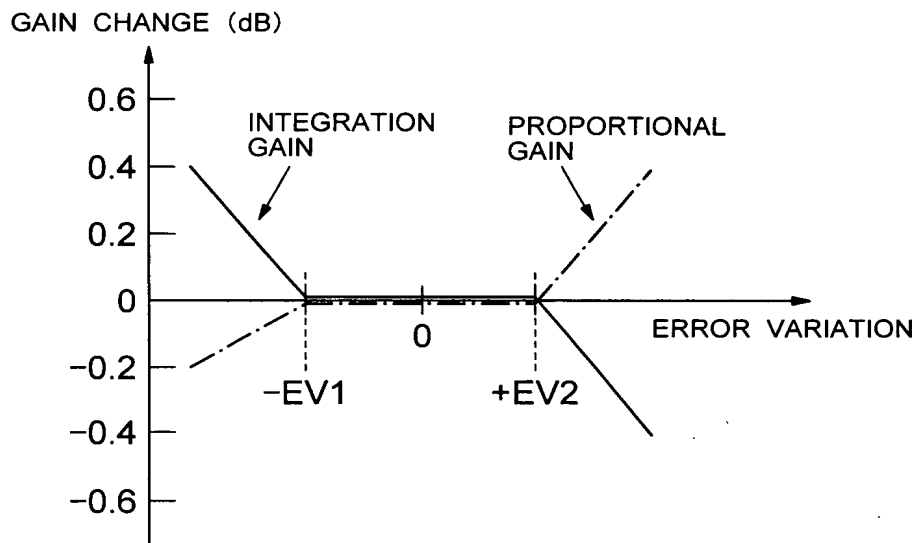 GAIN CHANGE (dB)
0.6
INTEGRATION
GAIN
PROPORTIONAL
GAIN
0.4
0.2
0
0
ERROR VARIATION
−0.2
−EV1
+EV2
−0.4
−0.6